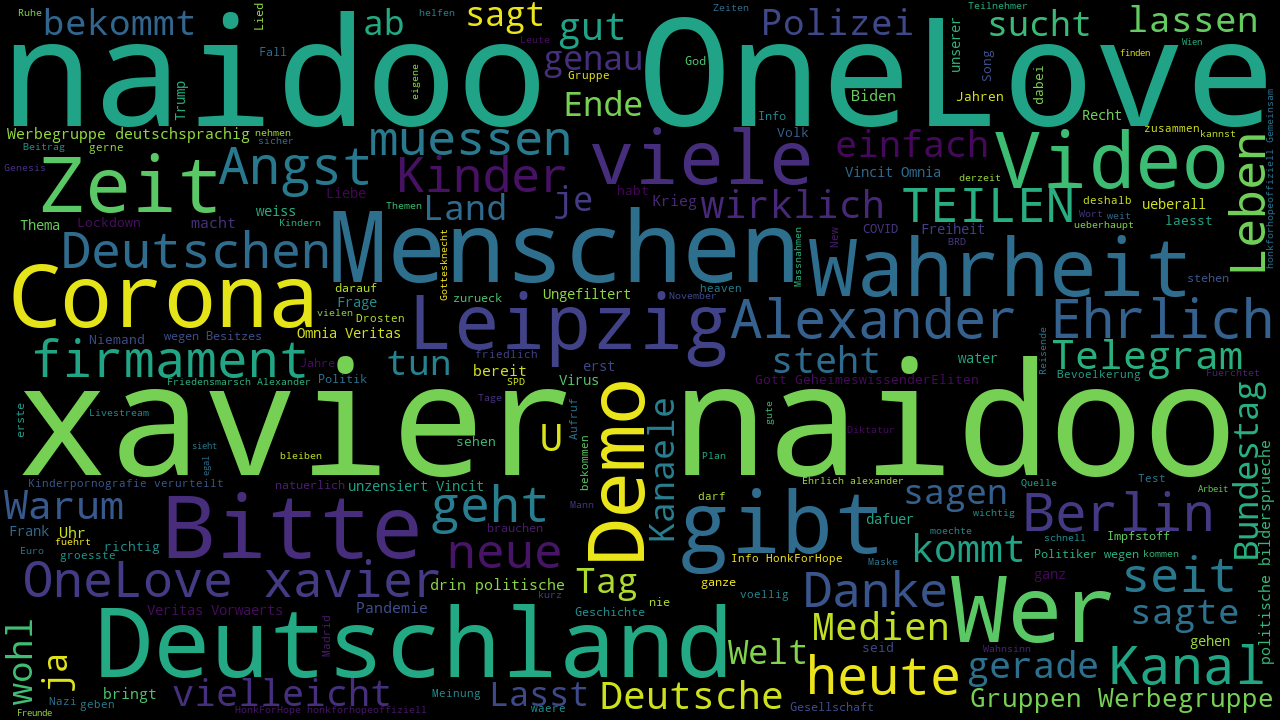 naidoo OneLove
bekommt
Lied
ab
sagt
helfen
gut
Polizei
Teilnehmer
sucht
Zeiten
lassen
Ruhe
Fall
Leute
genau
God
unserer
Song
Wien
finden
Trump
eigene
Gruppe
Ende
Info
Biden
Jahren
dabei
Recht
Werbegruppe deutschsprachig
nehmen
sicher
muessen
Volk
einfach
zusammen
kannst
Beitrag
gerne
Genesis
Zeit
Angst
Kinder
viele
Vincit Omnia
derzeit
Video
Leben
honkforhopeoffiziell Gemeinsam
Liebe
habt
Krieg
wirklich
TEILEN
deshalb
ueberall
Thema
Lockdown
macht
weiss
Kindern
Themen
Land
je
COVID
Freiheit
BRD
Wort
weit
ueberhaupt
laesst
Deutschen
Menschen
Gottesknecht
Massnahmen
New
Wahrheit
stehen
Corona
darauf
Frage
vielen
Drosten
zurueck
Ungefiltert
November
heaven
Niemand
wegen Besitzes
Omnia Veritas
Leipzig
Alexander
Ehrlich
firmament
Jahre
tun
friedlich
bereit
erst
steht
water
Reisende
Telegram
Friedensmarsch Alexander
Politik
SPD
Virus
Gott GeheimeswissenderEliten
Bevoelkerung
Fuerchtet
erste
xavier
Livestream
Tage
naidoo
sieht
egal
sehen
U
Aufruf
Demo
Kanaele
gute
Diktatur
Bundestag
politische bildersprueche
bleiben
bekommen
Plan
Kinderpornografie verurteilt
natuerlich
unzensiert Vincit
Mann
Ehrlich alexander
Quelle
Test
Arbeit
Warum
Bitte
geht
darf
gibt
sagen
wichtig
Berlin
Frank
Uhr
fuehrt
brauchen
dafuer
moechte
schnell
Impfstoff
Euro
groesste
richtig
neue
Info HonkForHope
Maske
kommt
Politiker wegen
kommen
OneLove xavier
drin politische
kurz
Tag
ganze
voellig
Danke
Wer
ganz
seit
Veritas Vorwaerts
Pandemie
Geschichte
nie
sagte
wohl
ja
Deutschland
Madrid
Welt
Medien
seid
Wahnsinn
gehen
Nazi
geben
Freunde
bringt
vielleicht
HonkForHope honkforhopeoffiziell
Meinung
Lasst
Waere
Deutsche
Gesellschaft
heute
gerade
Kanal
Gruppen Werbegruppe